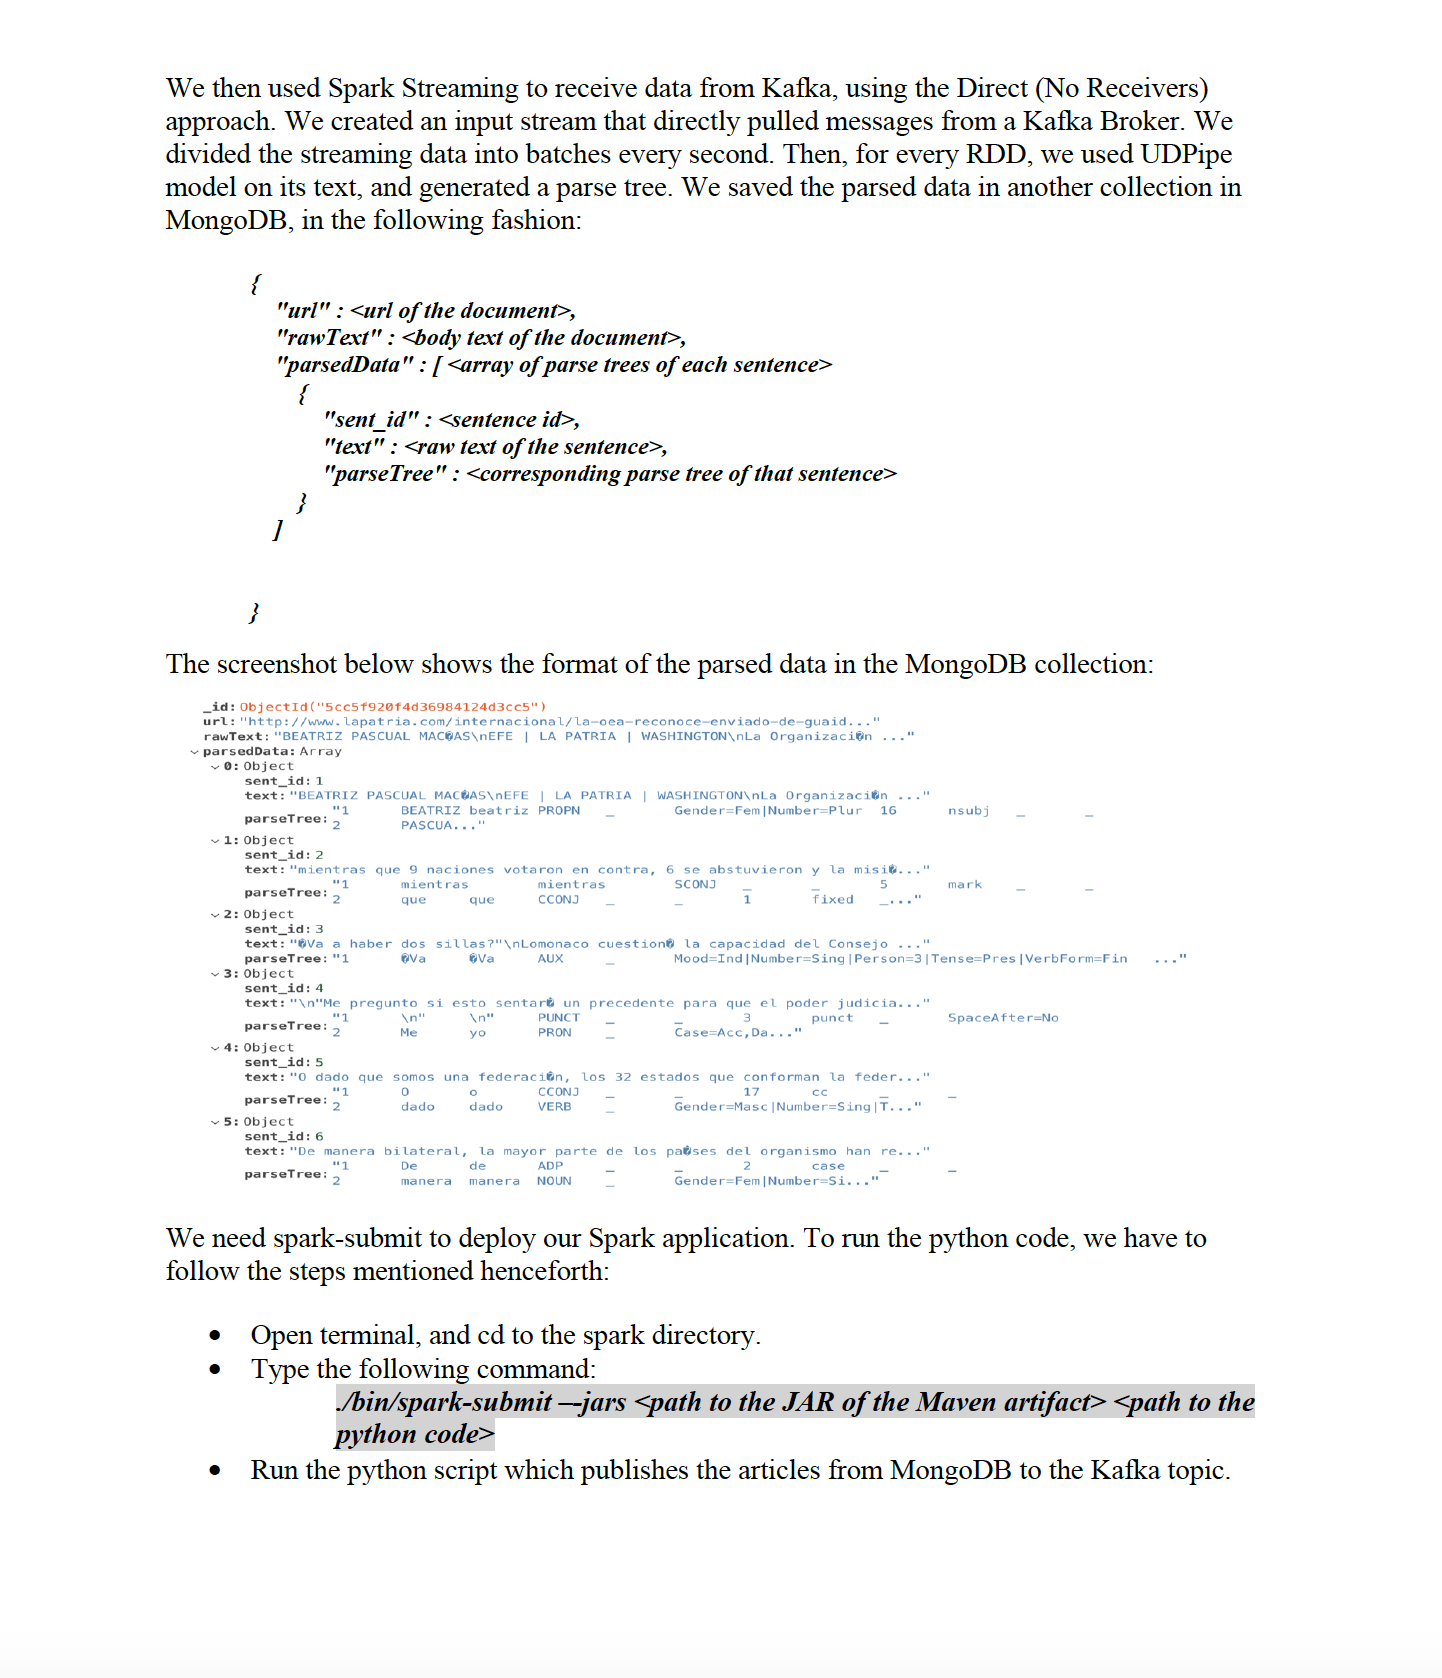 We then used Spark Streaming to receive data from Kafka, using the Direct (No Receivers)
approach. We created an input stream that directly pulled messages from a Kafka Broker. We
divided the streaming data into batches every second. Then, for every RDD, we used UDPipe
model on its text, and generated a parse tree. We saved the parsed data in another collection in
MongoDB, in the following fashion:
{
"url" : <url of the document>,
"rawText" : <body text of the document>,
"parsedData" : [ <array of parse trees of each sentence>
{
"sent_id" : <sentence id>,
"text" : <raw text of the sentence>,
"parseTree" : <corresponding parse tree of that sentence>
}
]
}
The screenshot below shows the format of the parsed data in the MongoDB collection:
_id: ObjectId("5cc5f920f4d36984124d3cc5")
url: "http://www.lapatria.com/internacional/la-oea-reconoce-enviado-de-guaid..."
rawText: "BEATRIZ PASCUAL MAC�AS\nEFE | LA PATRIA | WASHINGTON\nLa Organizaci�n ..."
parsedData: Array
0: Object
sent_id: 1
text: "BEATRIZ PASCUAL MAC�AS\nEFE | LA PATRIA | WASHINGTON\nLa Organizaci�n ..."
parseTree: "1 BEATRIZ beatriz PROPN _ Gender=Fem|Number=Plur 16 nsubj _ _
2 PASCUA..."
1: Object
sent_id: 2
text: "mientras que 9 naciones votaron en contra, 6 se abstuvieron y la misi�..."
parseTree: "1 mientras mientras SCONJ _ _ 5 mark _ _
2 que que CCONJ _ _ 1 fixed _..."
2: Object
sent_id: 3
text: "�Va a haber dos sillas?"\nLomonaco cuestion� la capacidad del Consejo ..."
parseTree: "1 �Va �Va AUX _ Mood=Ind|Number=Sing|Person=3|Tense=Pres|VerbForm=Fin ..."
3: Object
sent_id: 4
text: "\n"Me pregunto si esto sentar� un precedente para que el poder judicia..."
parseTree: "1 \n" \n" PUNCT _ _ 3 punct _ SpaceAfter=No
2 Me yo PRON _ Case=Acc,Da..."
4: Object
sent_id: 5
text: "O dado que somos una federaci�n, los 32 estados que conforman la feder..."
parseTree: "1 O o CCONJ _ _ 17 cc _ _
2 dado dado VERB _ Gender=Masc|Number=Sing|T..."
5: Object
sent_id: 6
text: "De manera bilateral, la mayor parte de los pa�ses del organismo han re..."
parseTree: "1 De de ADP _ _ 2 case _ _
2 manera manera NOUN _ Gender=Fem|Number=Si..."
We need spark-submit to deploy our Spark application. To run the python code, we have to
follow the steps mentioned henceforth:
• Open terminal, and cd to the spark directory.
• Type the following command:
./bin/spark-submit –-jars <path to the JAR of the Maven artifact> <path to the
python code>
• Run the python script which publishes the articles from MongoDB to the Kafka topic.